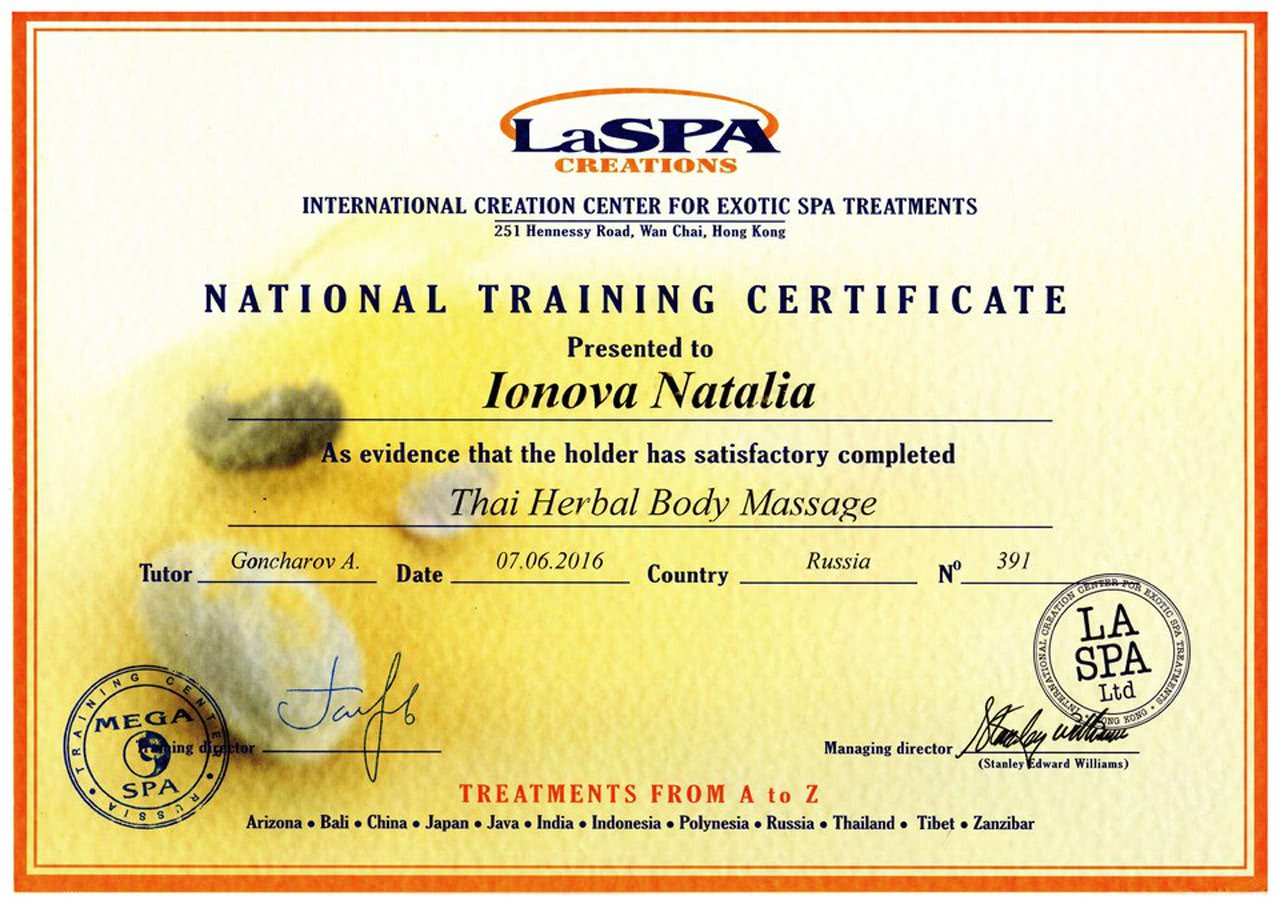 LaSPA
CREATIONS
INTERNATIONAL CREATION CENTER FOR EXOTIC SPA TREATMENTS
251 Hennessy Road, Wan Chai, Hong Kong
NATIONAL TRAINING CERTIFICATE
Presented to
Ionova Natalia
As evidence that the holder has satisfactory completed
Thai Herbal Body Massage
Tutor Goncharov A. Date 07.06.2016 Country Russia Nº 391
INTERNATIONAL CREATION CENTER FOR EXOTIC SPA TREATMENTS • HONG KONG •
LA
SPA
Ltd
TRAINING CENTER • RUSSIA •
MEGA
SPA
Training director
Managing director Stanley Williams
(Stanley Edward Williams)
TREATMENTS FROM A to Z
Arizona • Bali • China • Japan • Java • India • Indonesia • Polynesia • Russia • Thailand • Tibet • Zanzibar